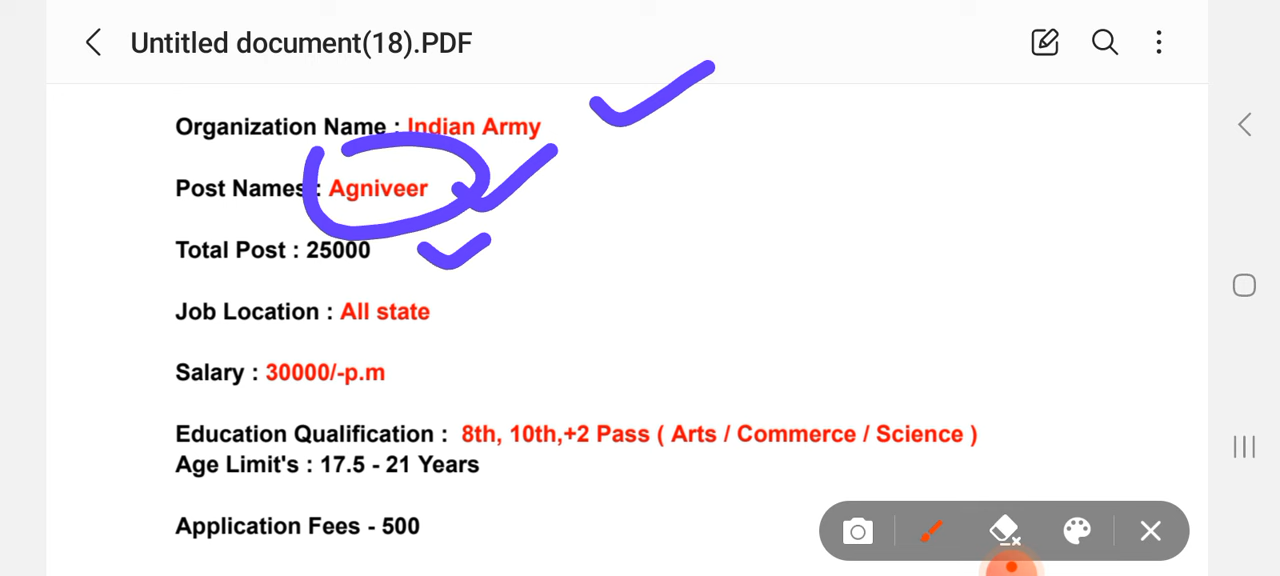 Untitled document(18).PDF
Organization Name : Indian Army
Post Names : Agniveer
Total Post : 25000
Job Location : All state
Salary : 30000/-p.m
Education Qualification : 8th, 10th,+2 Pass ( Arts / Commerce / Science )
Age Limit's : 17.5 - 21 Years
Application Fees - 500